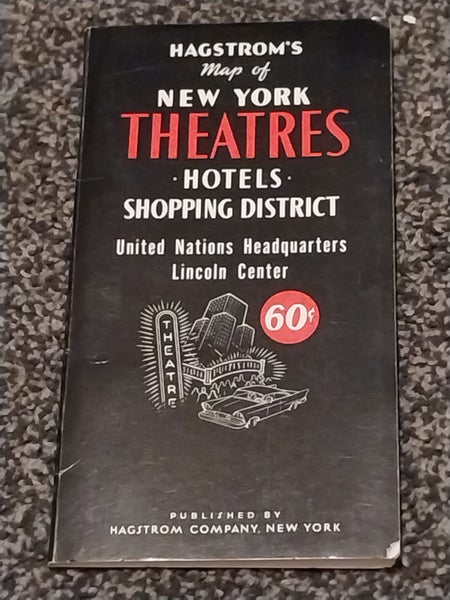 HAGSTROM'S
Map of
NEW YORK
THEATRES
·HOTELS·
SHOPPING DISTRICT
United Nations Headquarters
Lincoln Center
60¢
THEATRE
PUBLISHED BY
HAGSTROM COMPANY, NEW YORK